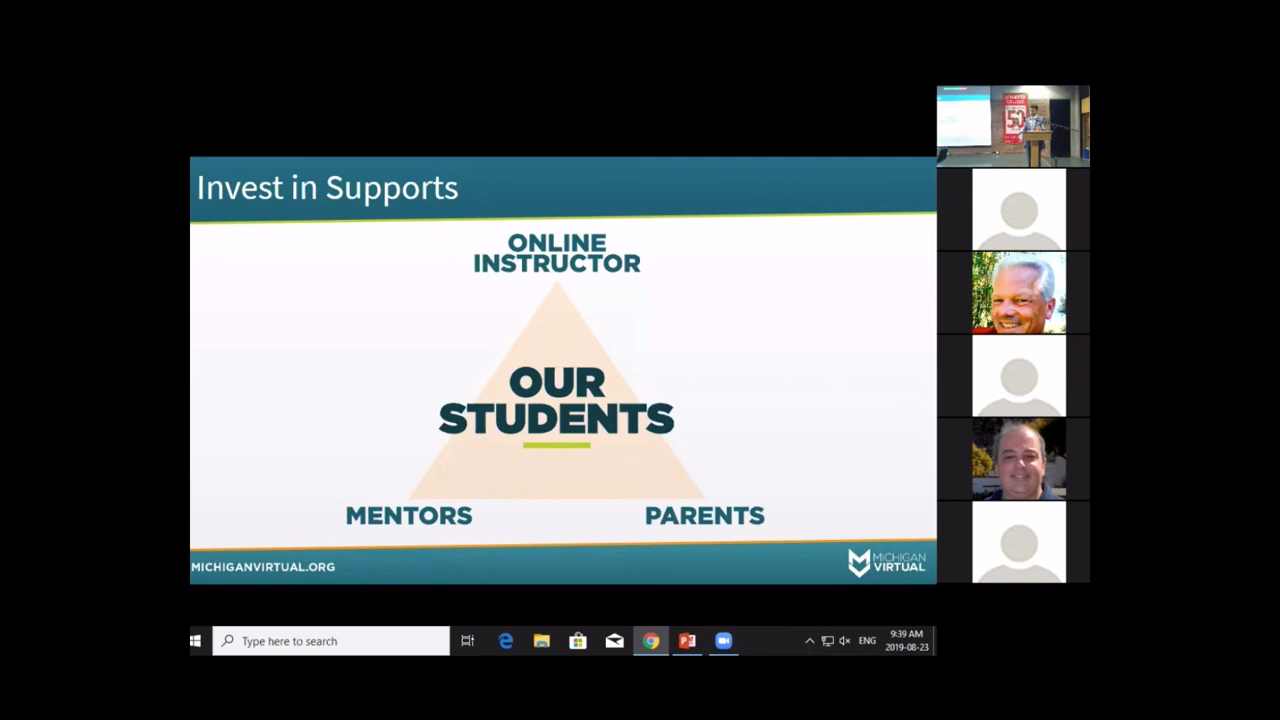 Invest in Supports
ONLINE
INSTRUCTOR
OUR
STUDENTS
MENTORS
PARENTS
MICHIGANVIRTUAL.ORG
MICHIGAN
VIRTUAL
Type here to search
ENG
9:39 AM
2019-08-23
50